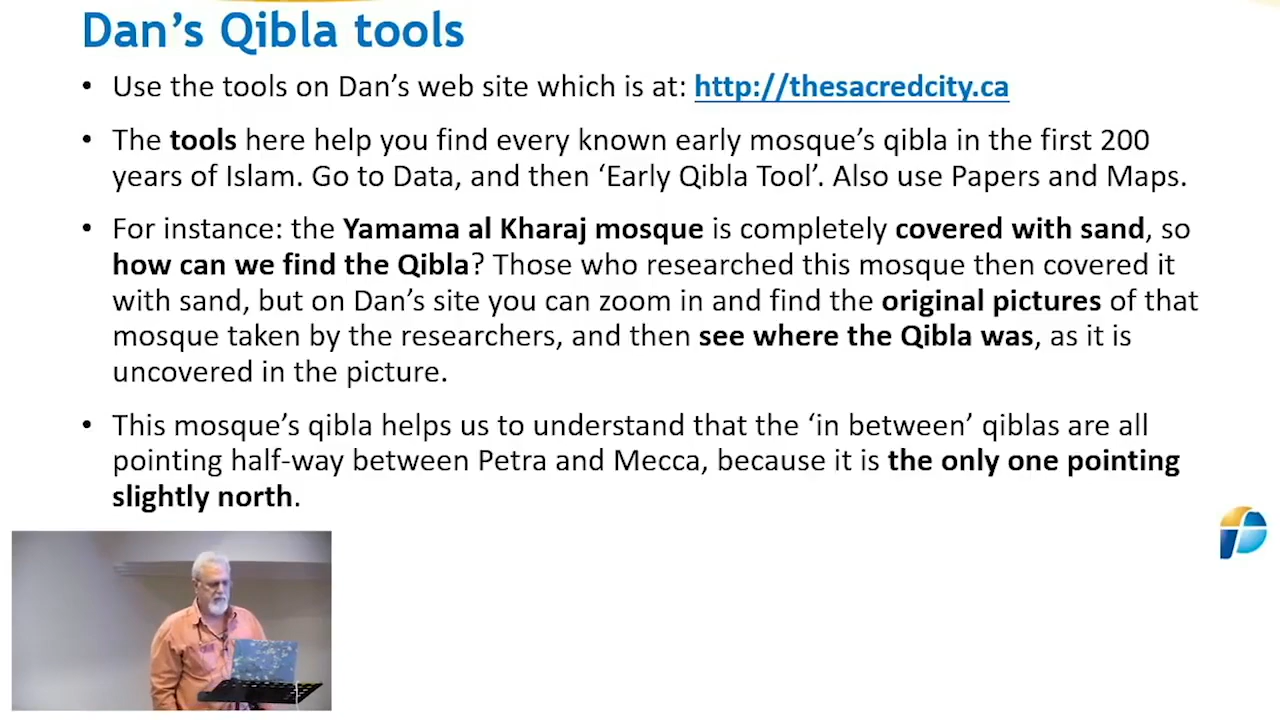 Dan’s Qibla tools
• Use the tools on Dan’s web site which is at: http://thesacredcity.ca
• The tools here help you find every known early mosque’s qibla in the first 200
years of Islam. Go to Data, and then ‘Early Qibla Tool’. Also use Papers and Maps.
• For instance: the Yamama al Kharaj mosque is completely covered with sand, so
how can we find the Qibla? Those who researched this mosque then covered it
with sand, but on Dan’s site you can zoom in and find the original pictures of that
mosque taken by the researchers, and then see where the Qibla was, as it is
uncovered in the picture.
• This mosque’s qibla helps us to understand that the ‘in between’ qiblas are all
pointing half-way between Petra and Mecca, because it is the only one pointing
slightly north.